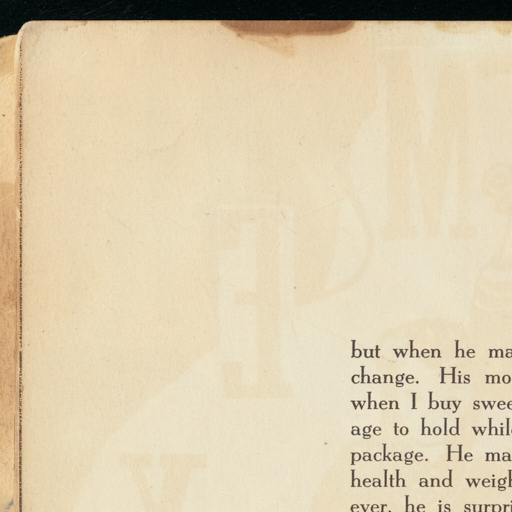 but when he ma
change. His mo
when I buy swee
age to hold whil
package. He ma
health and weigh
ever, he is surpri